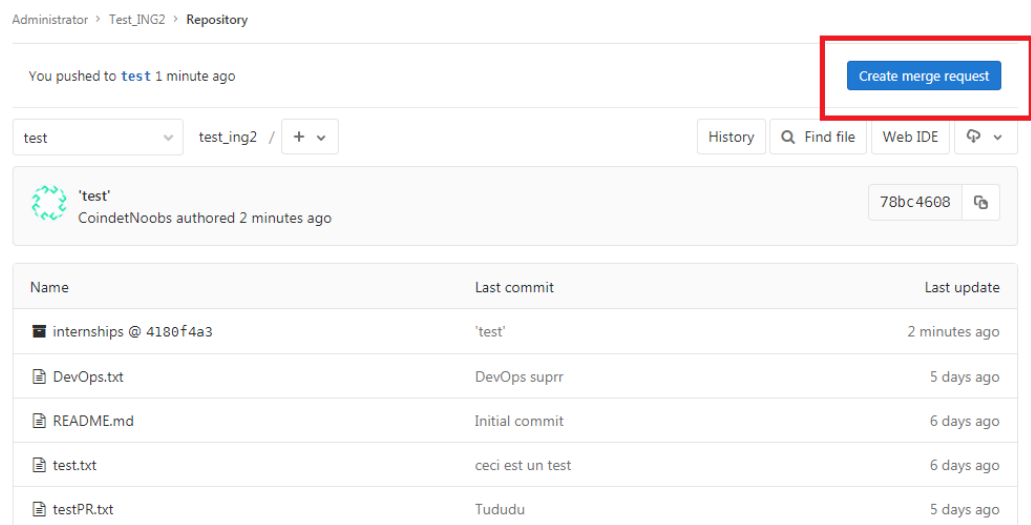 Administrator > Test_ING2 > Repository
You pushed to test 1 minute ago
Create merge request
test
test_ing2 / +
History
Find file
Web IDE
'test'
CoindetNoobs authored 2 minutes ago
78bc4608
Name Last commit Last update
internships @ 4180f4a3 'test' 2 minutes ago
DevOps.txt DevOps suprr 5 days ago
README.md Initial commit 6 days ago
test.txt ceci est un test 6 days ago
testPR.txt Tududu 5 days ago